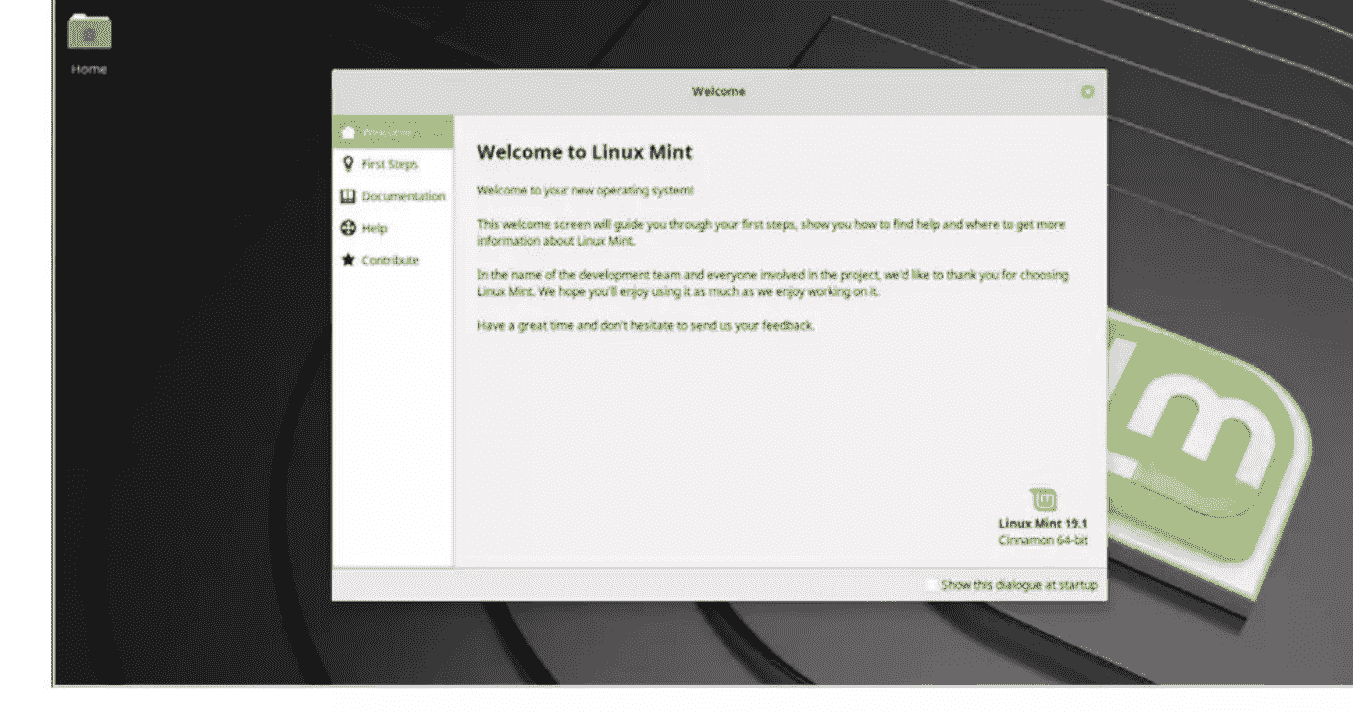 Home
Welcome
Welcome
First Steps
Documentation
Help
Contribute
Welcome to Linux Mint
Welcome to your new operating system!
This welcome screen will guide you through your first steps, show you how to find help and where to get more
information about Linux Mint.
In the name of the development team and everyone involved in the project, we'd like to thank you for choosing
Linux Mint. We hope you'll enjoy using it as much as we enjoy working on it.
Have a great time and don't hesitate to send us your feedback.
Linux Mint 19.1
Cinnamon 64-bit
Show this dialogue at startup